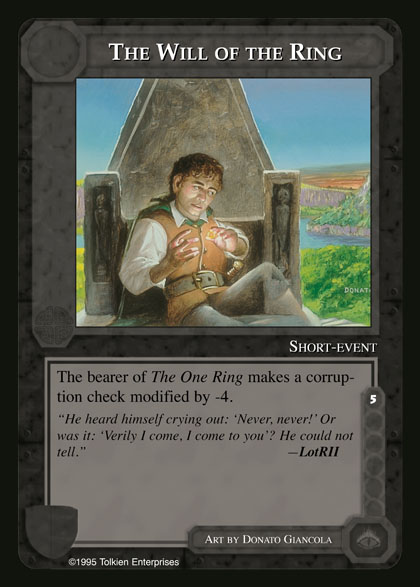 The Will of the Ring
DONAT
Short-event
The bearer of The One Ring makes a corrup-
tion check modified by -4.
5
“He heard himself crying out: ‘Never, never!’ Or
was it: ‘Verily I come, I come to you’? He could not
tell.” —LotRII
Art by Donato Giancola
©1995 Tolkien Enterprises